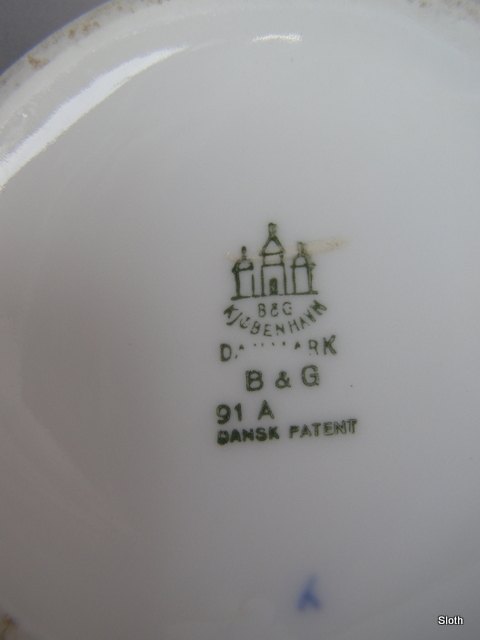 B&G
KJØBENHAVN
B & G
91 A
DANSK PATENT
Sloth